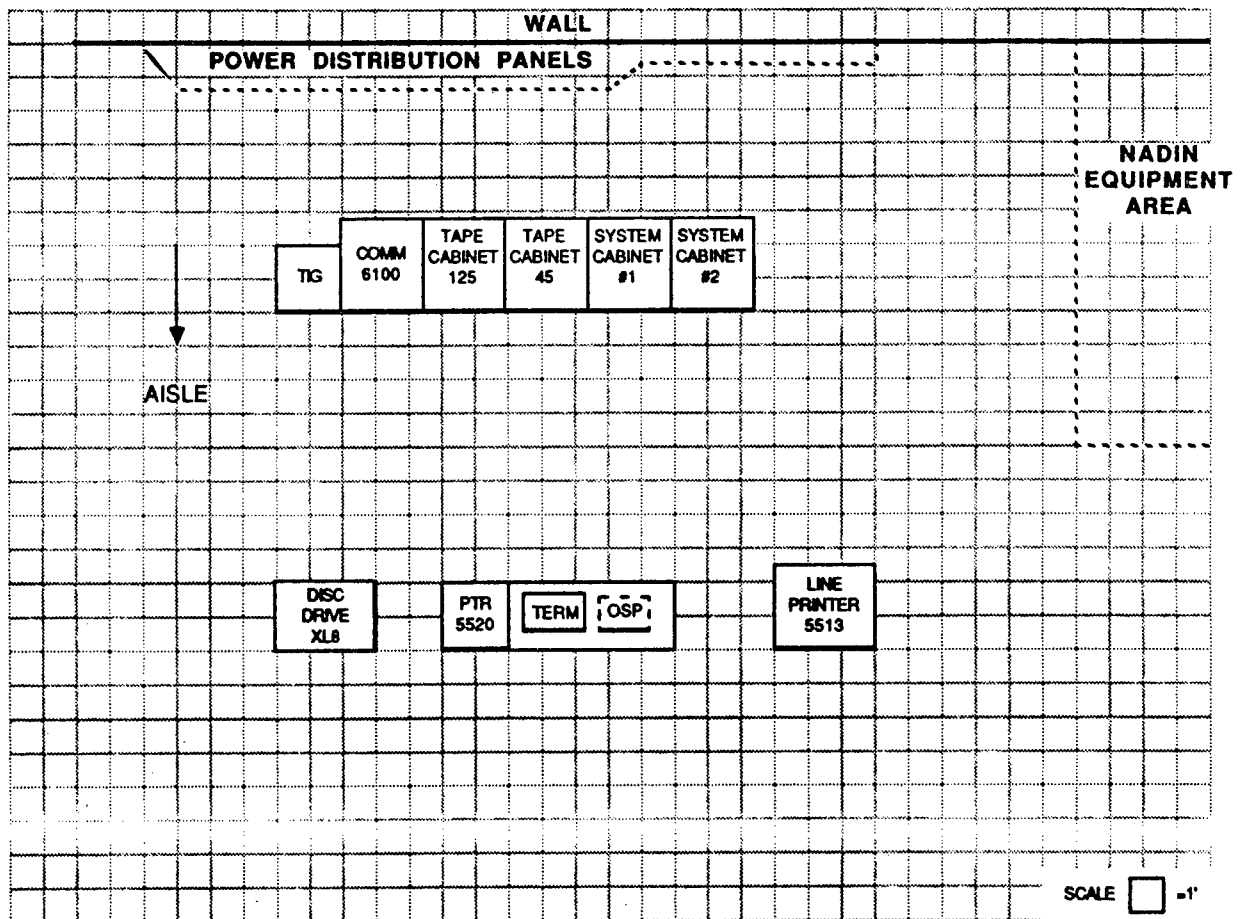 WALL
POWER DISTRIBUTION PANELS
NADIN
EQUIPMENT
AREA
TIG
COMM
6100
TAPE
CABINET
125
TAPE
CABINET
45
SYSTEM
CABINET
#1
SYSTEM
CABINET
#2
AISLE
DISC
DRIVE
XL8
PTR
5520
TERM
OSP
LINE
PRINTER
5513
SCALE =1'